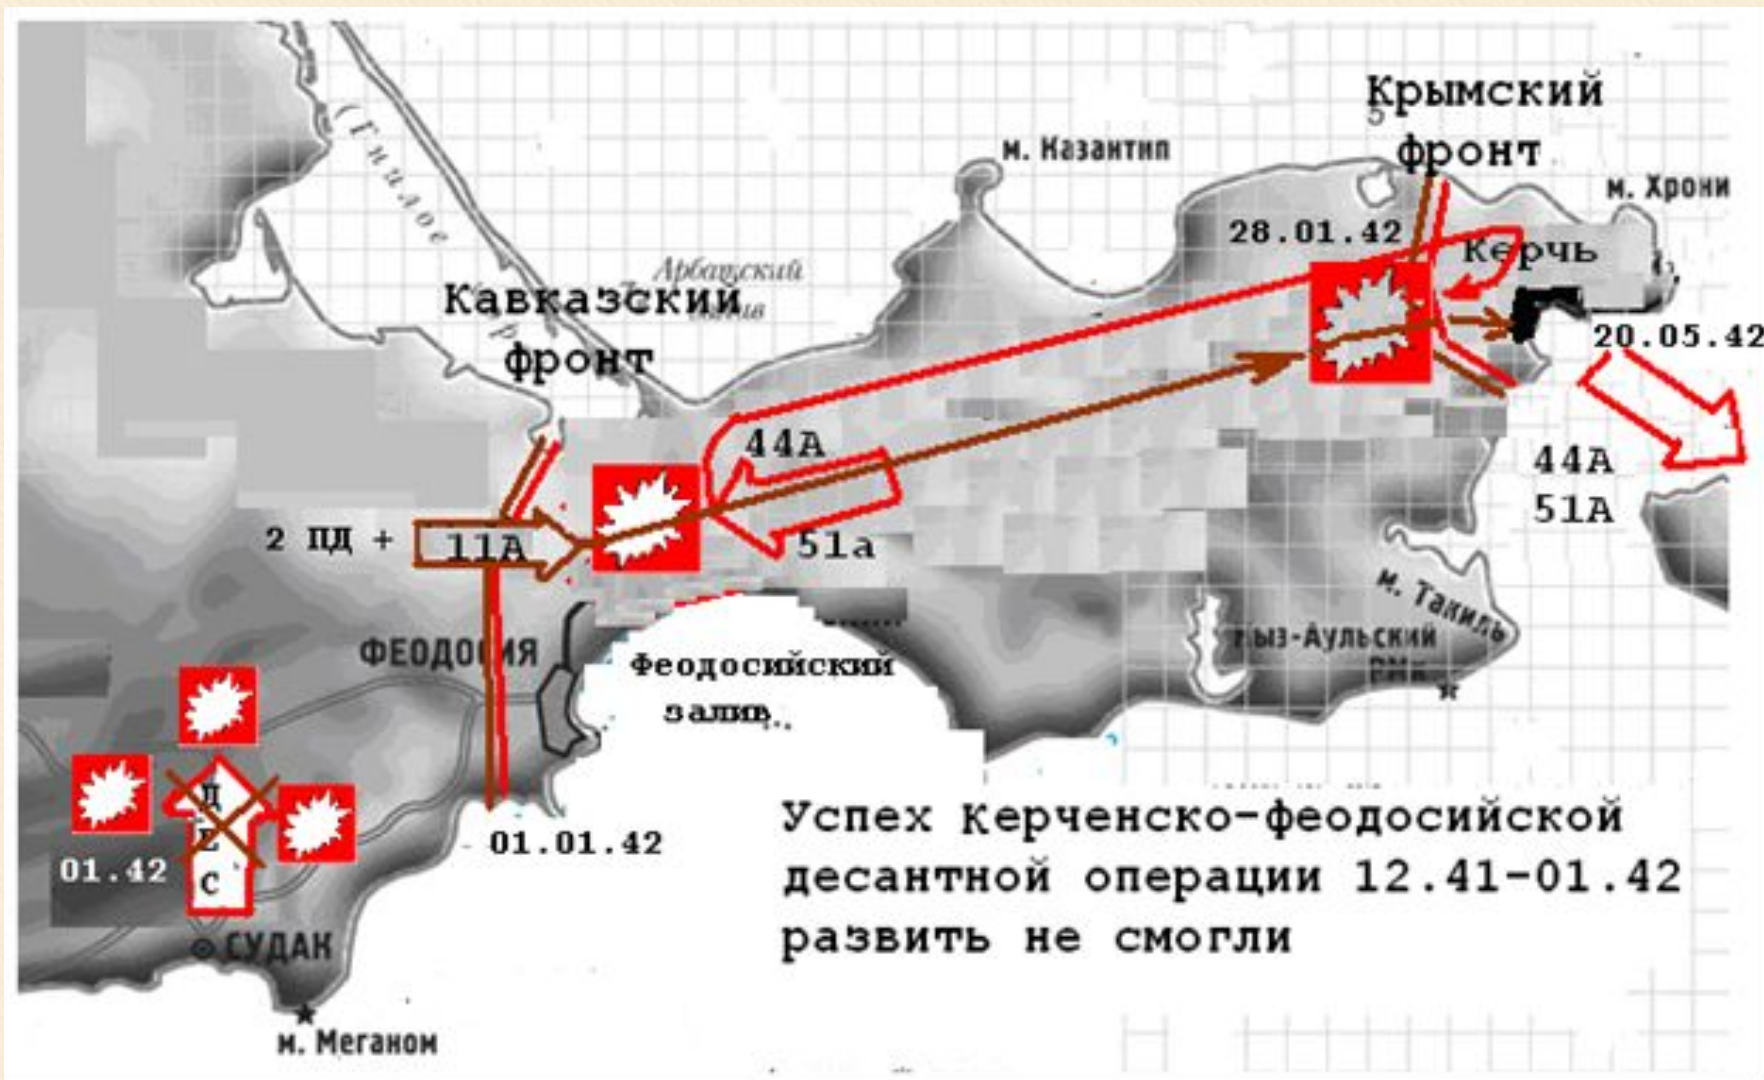 Крымский
5
фронт
м. Казантип
м. Хрони
(Гнилое
28.01.42
Керчь
Арбатский
Кавказский
фронт
20.05.42
44А
44А
51А
2 ПД +
11А
51а
м. Такиль
ФЕОДОСИЯ
Феодосийский
залив
Д
Е
С
01.42
01.01.42
СУДАК
м. Меганом
Успех Керченско-феодосийской
десантной операции 12.41-01.42
развить не смогли